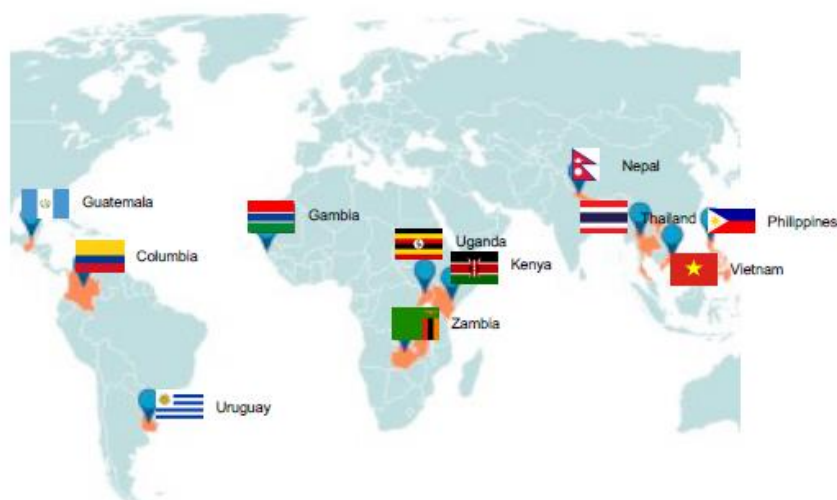 Nepal
Guatemala
Gambia
Thailand
Philippines
Uganda
Columbia
Kenya
Vietnam
Zambia
Uruguay